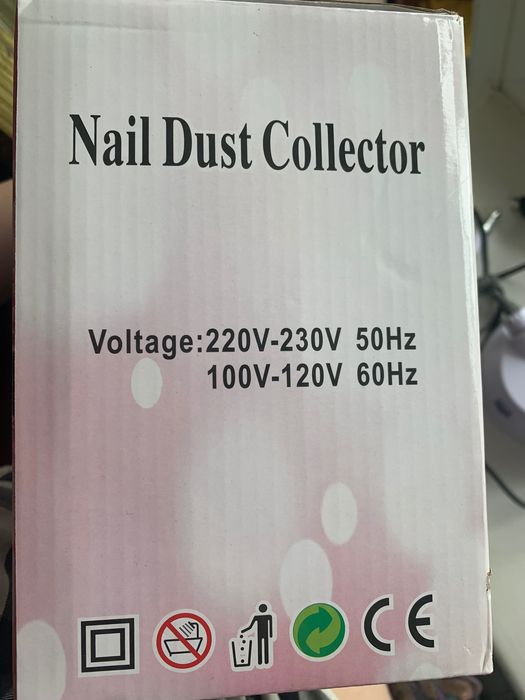 Nail Dust Collector
Voltage:220V-230V 50Hz
100V-120V 60Hz
CE